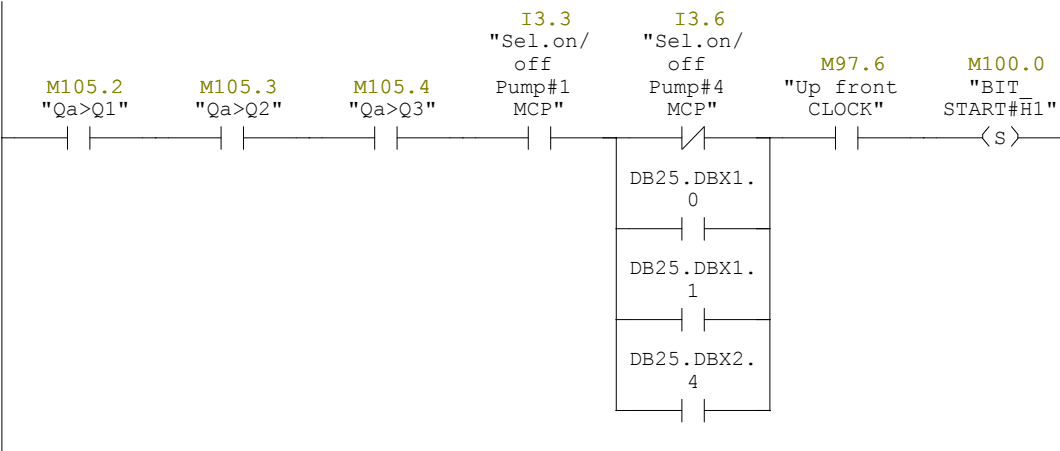 I3.3
"Sel.on/
off
Pump#1
MCP"
I3.6
"Sel.on/
off
Pump#4
MCP"
M105.2
"Qa>Q1"
M105.3
"Qa>Q2"
M105.4
"Qa>Q3"
M97.6
"Up front
CLOCK"
M100.0
"BIT_
START#H1"
S
DB25.DBX1.
0
DB25.DBX1.
1
DB25.DBX2.
4